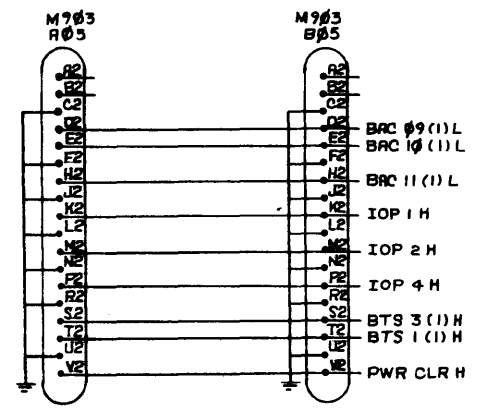 M9Ø3 M9Ø3
A05 BØ5
A2 A2
B2 B2
C2 C2
D2 D2 BAC Ø9(1)L
E2 E2 BAC 1Ø(1)L
F2 F2
H2 H2 BAC 11(1)L
J2 J2
K2 K2 IOP 1 H
L2 L2
M2 M2 IOP 2 H
N2 N2
P2 P2 IOP 4 H
R2 R2
S2 S2 BTS 3(1)H
T2 T2 BTS 1(1)H
U2 U2
V2 V2 PWR CLR H